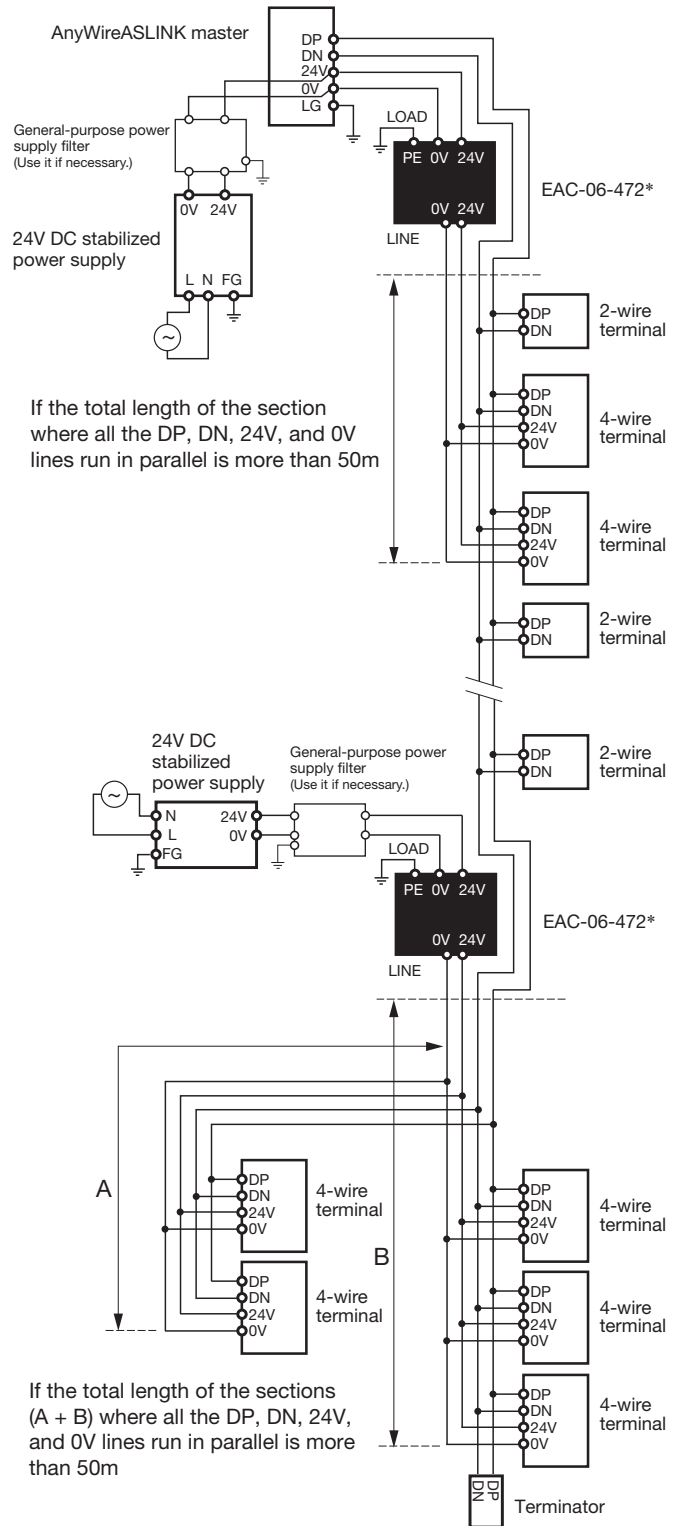 AnyWireASLINK master
DP
DN
24V
0V
LG
General-purpose power
supply filter
(Use it if necessary.)
0V 24V
24V DC stabilized
power supply
L N FG
~
LOAD
PE 0V 24V
0V 24V
LINE
EAC-06-472*
DP
DN
2-wire
terminal
DP
DN
24V
0V
4-wire
terminal
If the total length of the section
where all the DP, DN, 24V, and 0V
lines run in parallel is more than 50m
DP
DN
24V
0V
4-wire
terminal
DP
DN
2-wire
terminal
DP
DN
2-wire
terminal
24V DC
stabilized
power supply
General-purpose power
supply filter
(Use it if necessary.)
~
N 24V
L 0V
FG
LOAD
PE 0V 24V
0V 24V
LINE
EAC-06-472*
A
DP
DN
24V
0V
4-wire
terminal
DP
DN
24V
0V
4-wire
terminal
B
DP
DN
24V
0V
4-wire
terminal
DP
DN
24V
0V
4-wire
terminal
DP
DN
24V
0V
4-wire
terminal
If the total length of the sections
(A + B) where all the DP, DN, 24V,
and 0V lines run in parallel is more
than 50m
DP
DN
Terminator